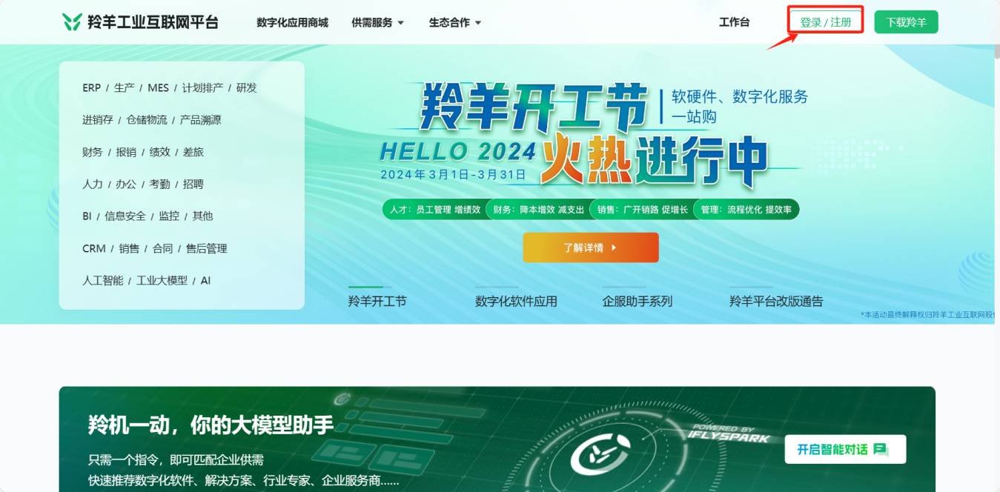 羚羊工业互联网平台 数字化应用商城 供需服务 生态合作 工作台 登录 / 注册 下载羚羊
ERP / 生产 / MES / 计划排产 / 研发
进销存 / 仓储物流 / 产品溯源
财务 / 报销 / 绩效 / 差旅
人力 / 办公 / 考勤 / 招聘
BI / 信息安全 / 监控 / 其他
CRM / 销售 / 合同 / 售后管理
人工智能 / 工业大模型 / AI
羚羊开工节
软硬件、数字化服务
一站购
HELLO 2024
火热进行中
2024年3月1日-3月31日
人才：员工管理 增绩效 财务：降本增效 减支出 销售：广开销路 促增长 管理：流程优化 提效率
了解详情
羚羊开工节 数字化软件应用 企服助手系列 羚羊平台改版通告
*本活动最终解释权归羚羊工业互联网股
羚机一动，你的大模型助手
只需一个指令，即可匹配企业供需
快速推荐数字化软件、解决方案、行业专家、企业服务商......
POWERED BY
iFLYSPARK
开启智能对话